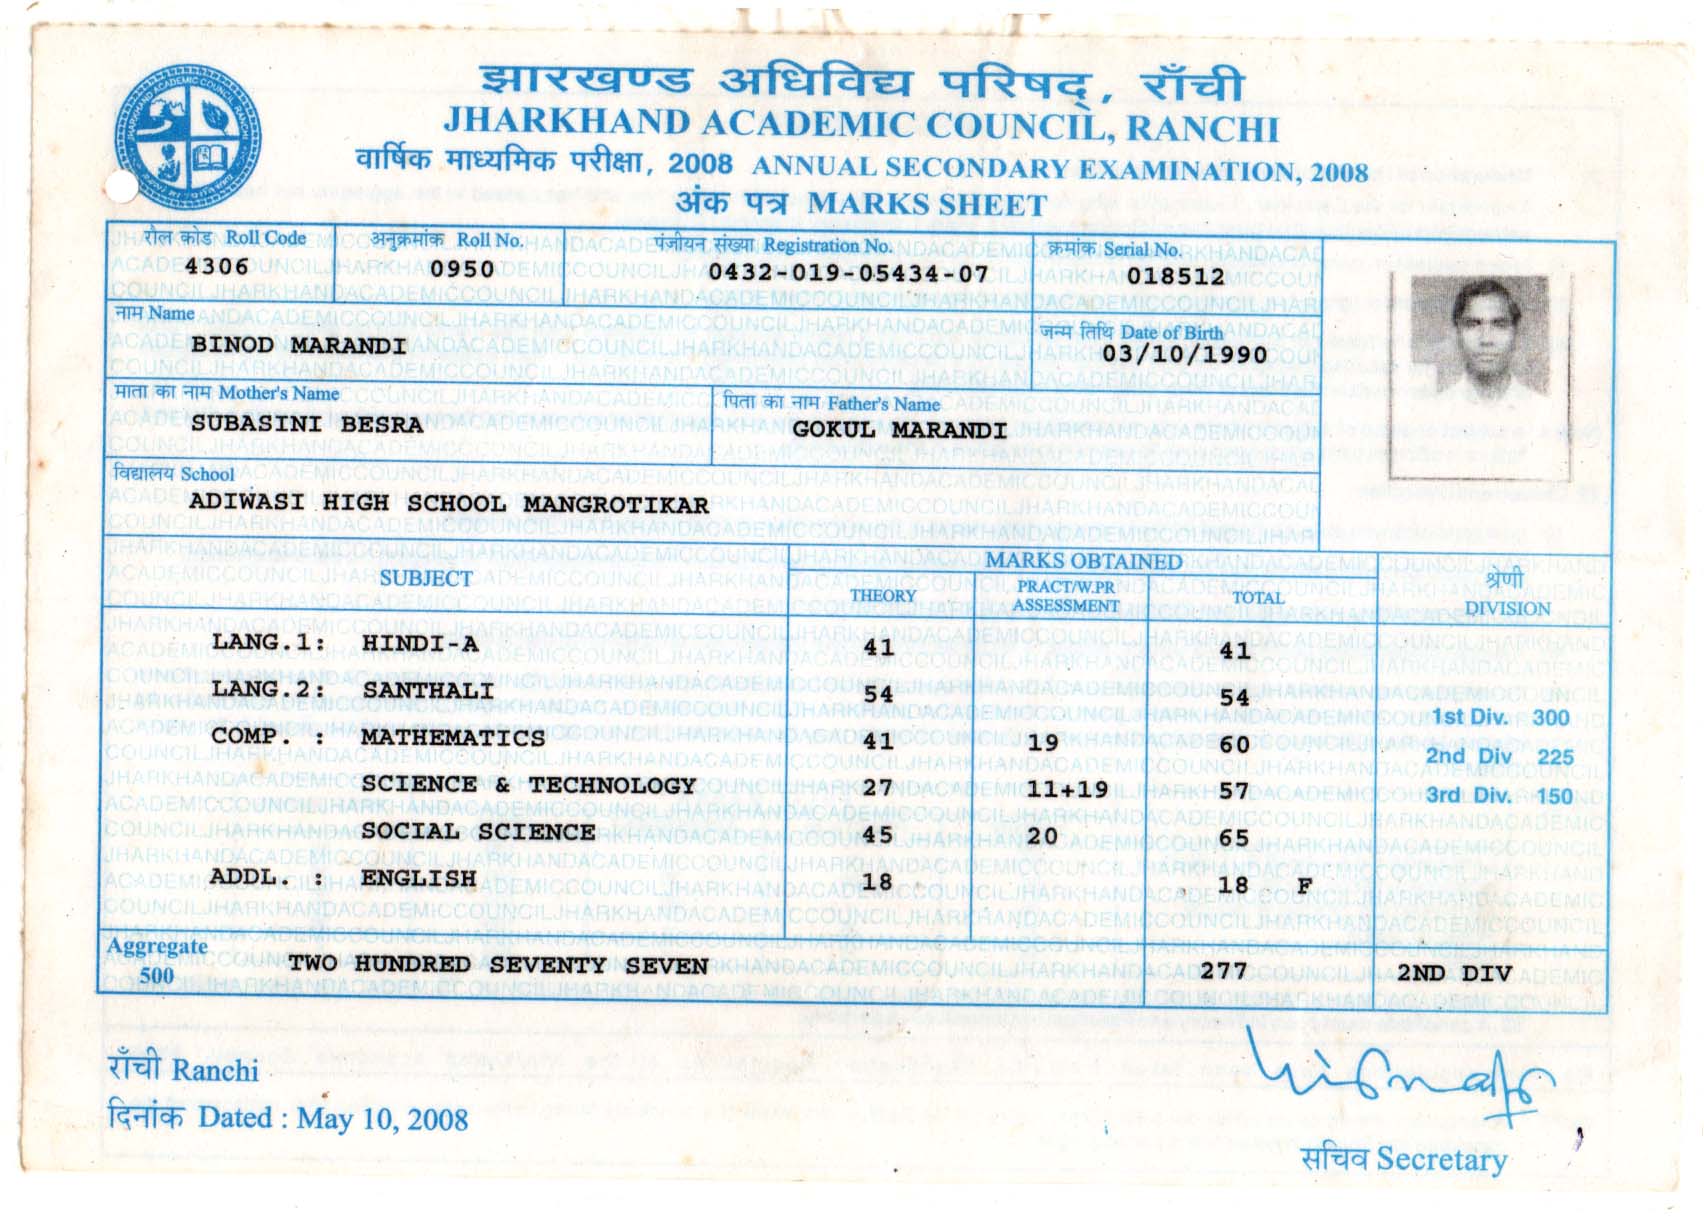 झारखण्ड अधिविद्य परिषद्, राँची
JHARKHAND ACADEMIC COUNCIL, RANCHI
वार्षिक माध्यमिक परीक्षा, 2008 ANNUAL SECONDARY EXAMINATION, 2008
अंक पत्र MARKS SHEET
JHARKHAND ACADEMIC COUNCIL, RANCHI
रौल कोड Roll Code अनुक्रमांक Roll No. पंजीयन संख्या Registration No. क्रमांक Serial No.
4306 0950 0432-019-05434-07 018512
नाम Name जन्म तिथि Date of Birth
BINOD MARANDI 03/10/1990
माता का नाम Mother's Name पिता का नाम Father's Name
SUBASINI BESRA GOKUL MARANDI
विद्यालय School
ADIWASI HIGH SCHOOL MANGROTIKAR
SUBJECT MARKS OBTAINED श्रेणी
THEORY PRACT/W.PR ASSESSMENT TOTAL DIVISION
LANG.1: HINDI-A 41 41
LANG.2: SANTHALI 54 54
1st Div. 300
COMP. : MATHEMATICS 41 19 60
2nd Div 225
SCIENCE & TECHNOLOGY 27 11+19 57
3rd Div. 150
SOCIAL SCIENCE 45 20 65
ADDL. : ENGLISH 18 18 F
Aggregate
500 TWO HUNDRED SEVENTY SEVEN 277 2ND DIV
राँची Ranchi
दिनांक Dated : May 10, 2008
सचिव Secretary